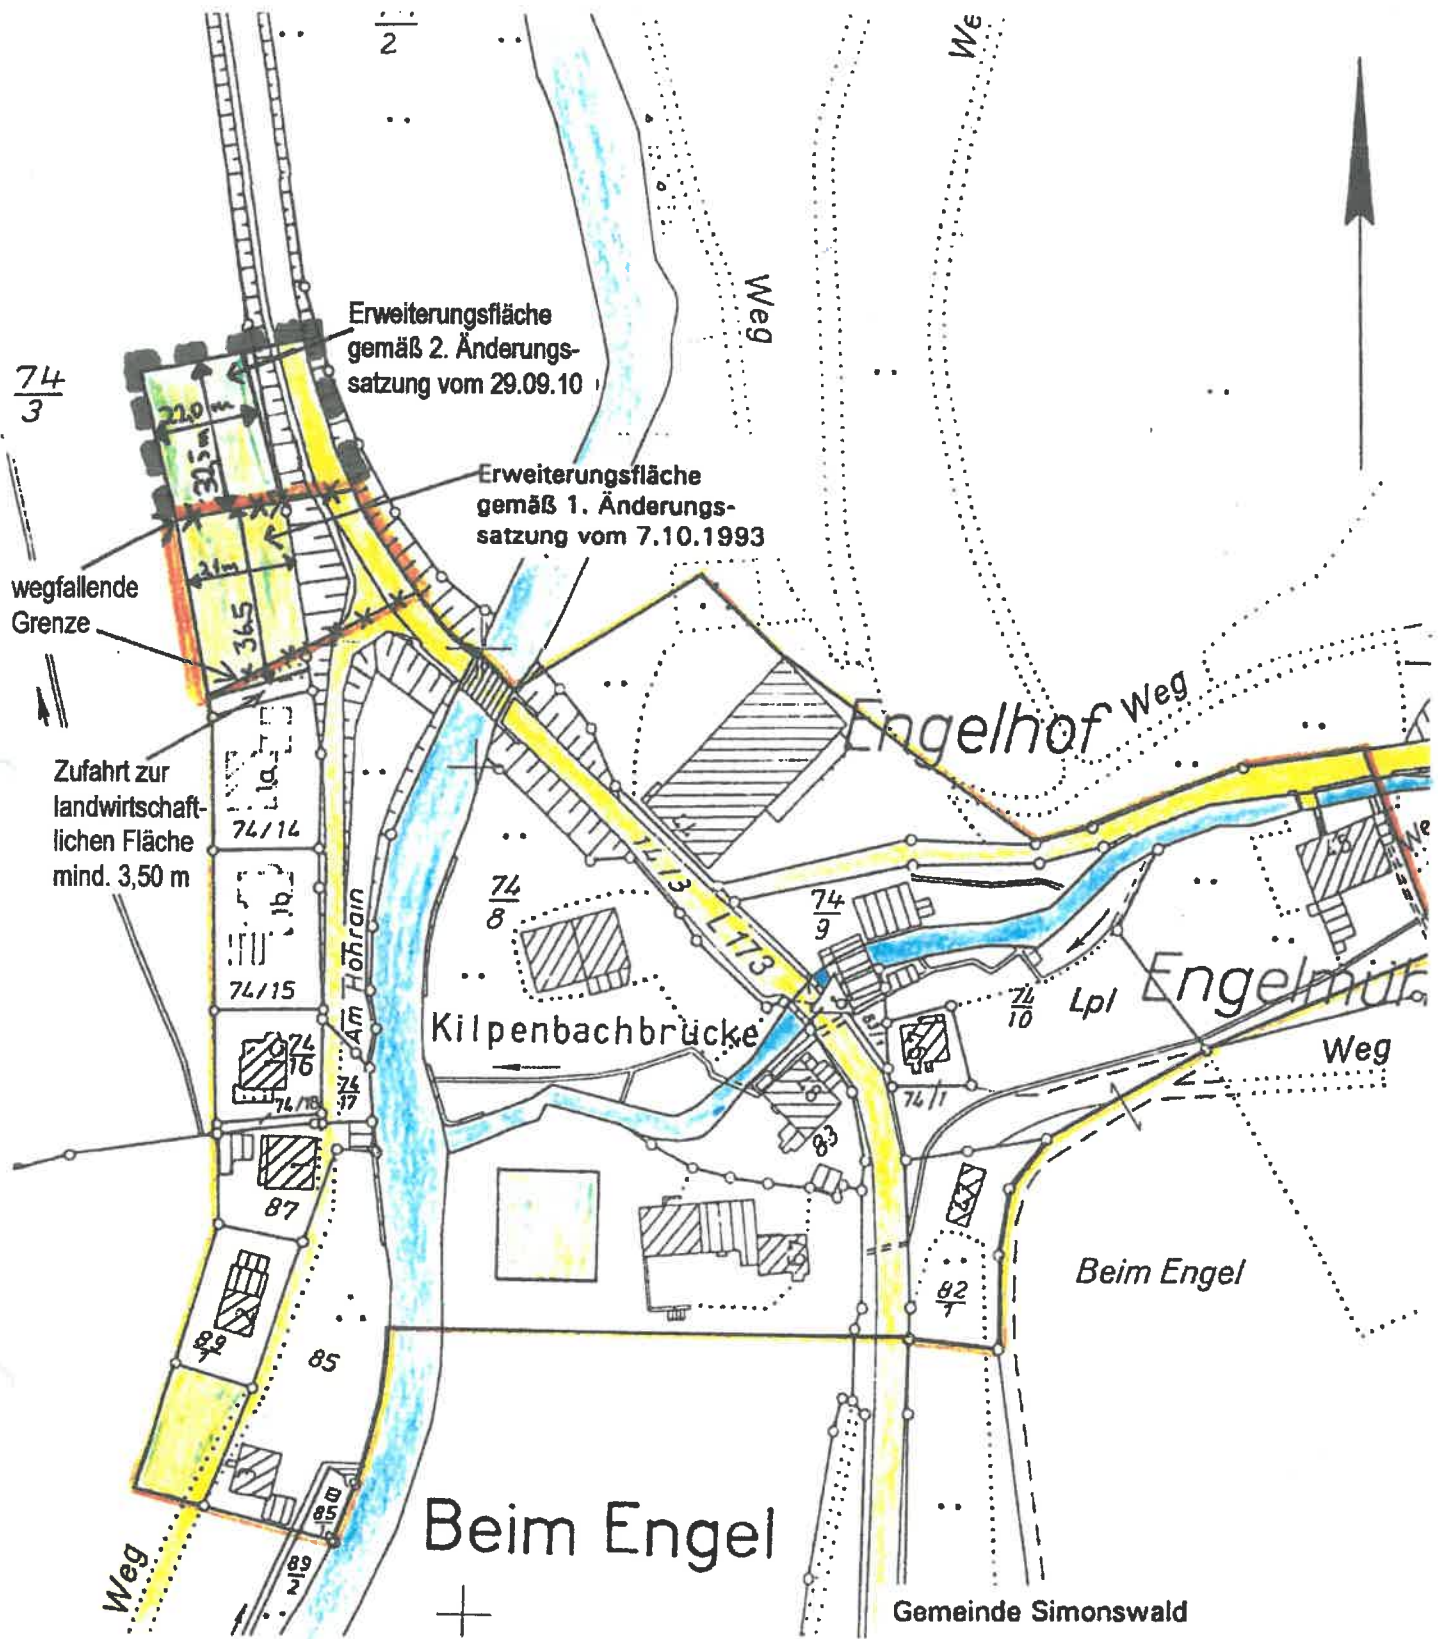 2
We
Weg
Erweiterungsfläche
gemäß 2. Änderungs-
satzung vom 29.09.10
74
3
22,0 m
32,5 m
Erweiterungsfläche
gemäß 1. Änderungs-
satzung vom 7.10.1993
wegfallende
Grenze
21m
36.5
Engelhof
Weg
Zufahrt zur
landwirtschaft-
lichen Fläche
mind. 3,50 m
1a
74/14
1b
74/15
Am Hohrain
74
8
1473
L 173
74
9
74
10
Lpl
Engelmüh
Kilpenbachbrücke
74
16
74
17
74/18
74/1
Weg
83
87
85
89
1
82
1
Beim Engel
85
89
2
Weg
Beim Engel
Gemeinde Simonswald